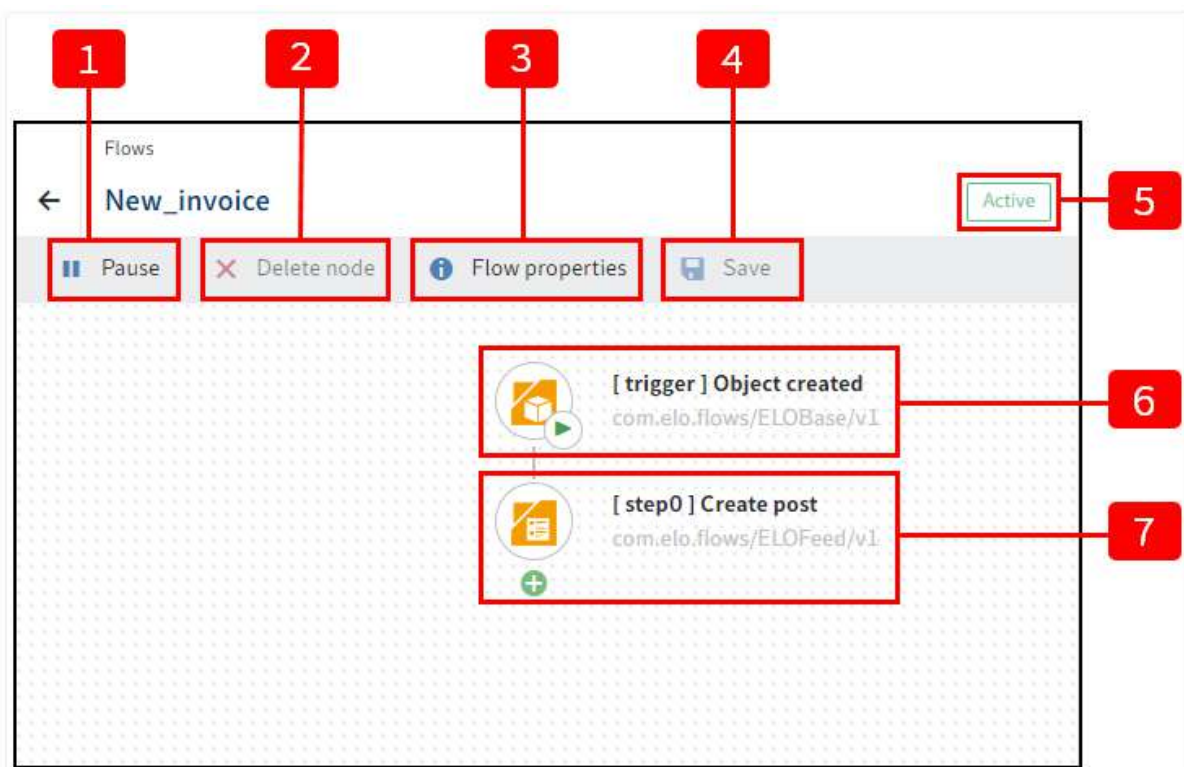 1 2 3 4
Flows
New_invoice
Active
5
Pause Delete node Flow properties Save
[ trigger ] Object created
com.elo.flows/ELOBase/v1
6
[ step0 ] Create post
com.elo.flows/ELOFeed/v1
7